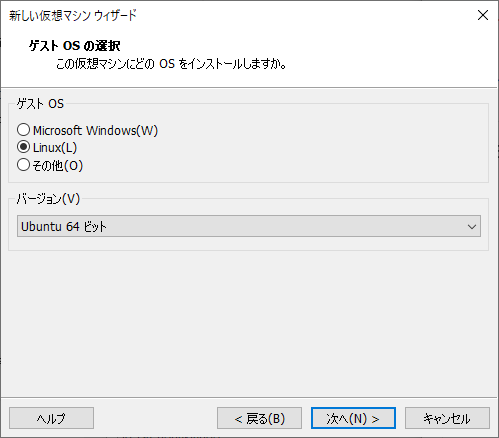 新しい仮想マシン ウィザード
ゲスト OS の選択
この仮想マシンにどの OS をインストールしますか。
ゲスト OS
Microsoft Windows(W)
Linux(L)
その他(O)
バージョン(V)
Ubuntu 64 ビット
ヘルプ
< 戻る(B)
次へ(N) >
キャンセル